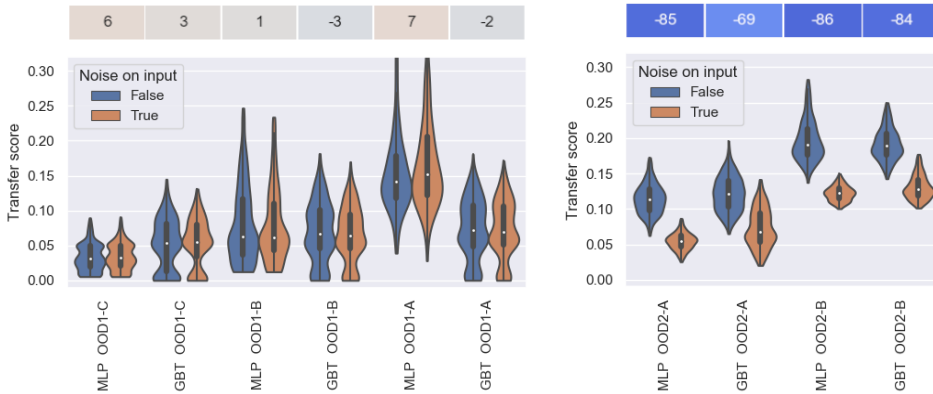 6 3 1 -3 7 -2
Transfer score
0.30
0.25
0.20
0.15
0.10
0.05
0.00
Noise on input
False
True
MLP OOD1-C
GBT OOD1-C
MLP OOD1-B
GBT OOD1-B
MLP OOD1-A
GBT OOD1-A
-85 -69 -86 -84
Transfer score
0.30
0.25
0.20
0.15
0.10
0.05
0.00
Noise on input
False
True
MLP OOD2-A
GBT OOD2-A
MLP OOD2-B
GBT OOD2-B